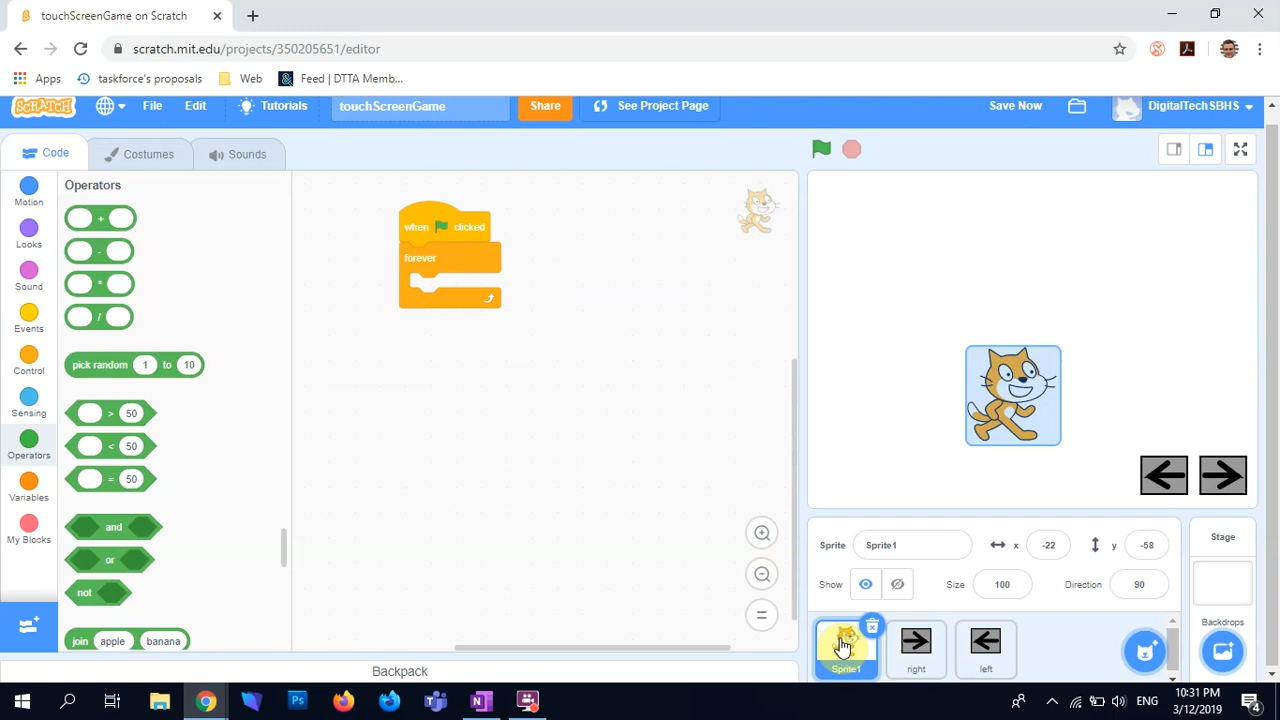 touchScreenGame on Scratch
scratch.mit.edu/projects/350205651/editor
Apps taskforce's proposals Web Feed | DTTA Memb...
SCRATCH File Edit Tutorials touchScreenGame Share See Project Page Save Now DigitalTechSBHS
Code Costumes Sounds
Motion
Looks
Sound
Events
Control
Sensing
Operators
Variables
My Blocks
Operators
+
-
*
/
pick random 1 to 10
> 50
< 50
= 50
and
or
not
join apple banana
when clicked
forever
Backpack
Sprite Sprite1 x -22 y -58
Show Size 100 Direction 90
Sprite1 right left
Stage
Backdrops
ENG
10:31 PM
3/12/2019
4